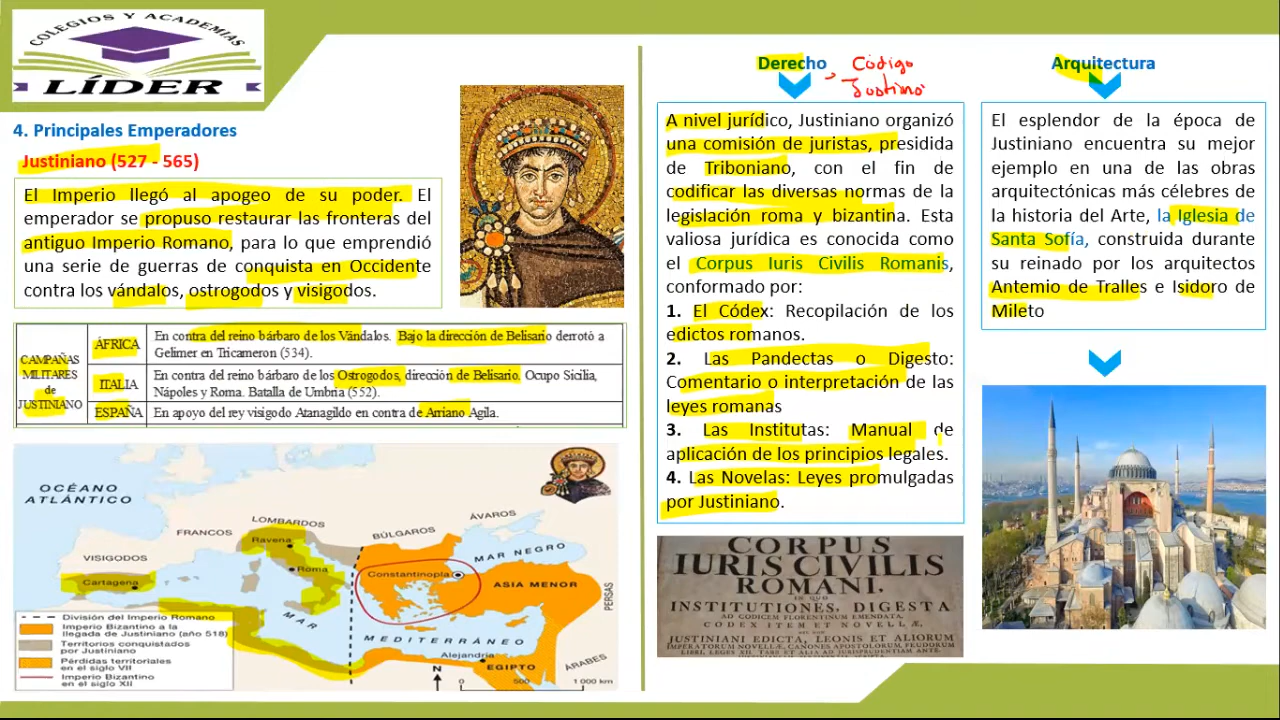 COLEGIOS Y ACADEMIAS
LÍDER
4. Principales Emperadores
Justiniano (527 - 565)
El Imperio llegó al apogeo de su poder. El
emperador se propuso restaurar las fronteras del
antiguo Imperio Romano, para lo que emprendió
una serie de guerras de conquista en Occidente
contra los vándalos, ostrogodos y visigodos.
CAMPAÑAS
MILITARES
de
JUSTINIANO
ÁFRICA
En contra del reino bárbaro de los Vándalos. Bajo la dirección de Belisario derrotó a
Gelimer en Tricameron (534).
ITALIA
En contra del reino bárbaro de los Ostrogodos, dirección de Belisario. Ocupo Sicilia,
Nápoles y Roma. Batalla de Umbría (552).
ESPAÑA
En apoyo del rey visigodo Atanagildo en contra de Arriano Agila.
OCÉANO
ATLÁNTICO
FRANCOS
LOMBARDOS
BÚLGAROS
ÁVAROS
VISIGODOS
Ravena
Roma
MAR NEGRO
Constantinopla
ASIA MENOR
PERSAS
Cartagena
MAR
MEDITERRÁNEO
Alejandría
EGIPTO
ÁRABES
N
0 500 1 000 km
División del Imperio Romano
Imperio Bizantino a la
llegada de Justiniano (año 518)
Territorios conquistados
por Justiniano
Pérdidas territoriales
en el siglo VII
Imperio Bizantino
en el siglo XII
Derecho
Código
A nivel jurídico, Justiniano organizó
una comisión de juristas, presidida
de Triboniano, con el fin de
codificar las diversas normas de la
legislación roma y bizantina. Esta
valiosa jurídica es conocida como
el Corpus Iuris Civilis Romanis,
conformado por:
1. El Códex: Recopilación de los
edictos romanos.
2. Las Pandectas o Digesto:
Comentario o interpretación de las
leyes romanas
3. Las Institutas: Manual de
aplicación de los principios legales.
4. Las Novelas: Leyes promulgadas
por Justiniano.
CORPUS
IURIS CIVILIS
ROMANI,
IN QUO
INSTITUTIONES, DIGESTA
AD CODICEM FLORENTINUM EMENDATA,
CODEX ITEM ET NOVELLÆ,
JUSTINIANI EDICTA, LEONIS ET ALIORUM
IMPERATORUM NOVELLÆ, CANONES APOSTOLORUM, FEUDORUM
Arquitectura
El esplendor de la época de
Justiniano encuentra su mejor
ejemplo en una de las obras
arquitectónicas más célebres de
la historia del Arte, la Iglesia de
Santa Sofía, construida durante
su reinado por los arquitectos
Antemio de Tralles e Isidoro de
Mileto